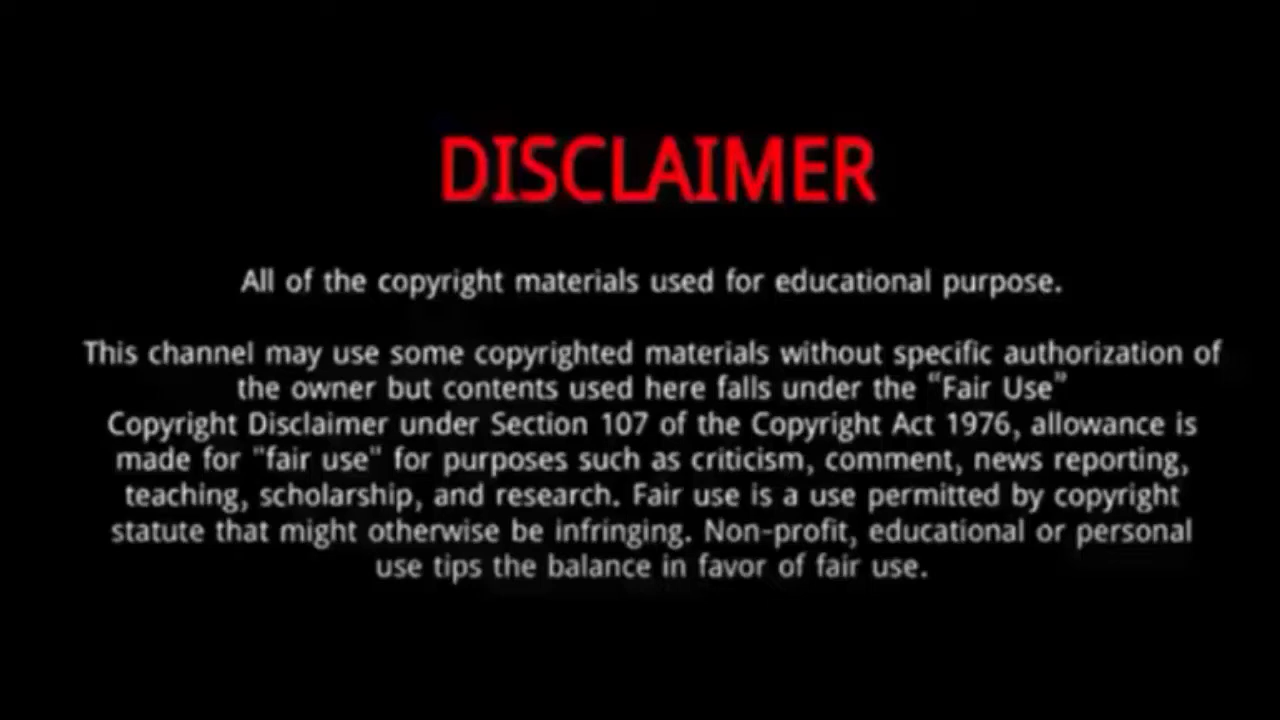 DISCLAIMER
All of the copyright materials used for educational purpose.
This channel may use some copyrighted materials without specific authorization of
the owner but contents used here falls under the “Fair Use”
Copyright Disclaimer under Section 107 of the Copyright Act 1976, allowance is
made for "fair use" for purposes such as criticism, comment, news reporting,
teaching, scholarship, and research. Fair use is a use permitted by copyright
statute that might otherwise be infringing. Non-profit, educational or personal
use tips the balance in favor of fair use.